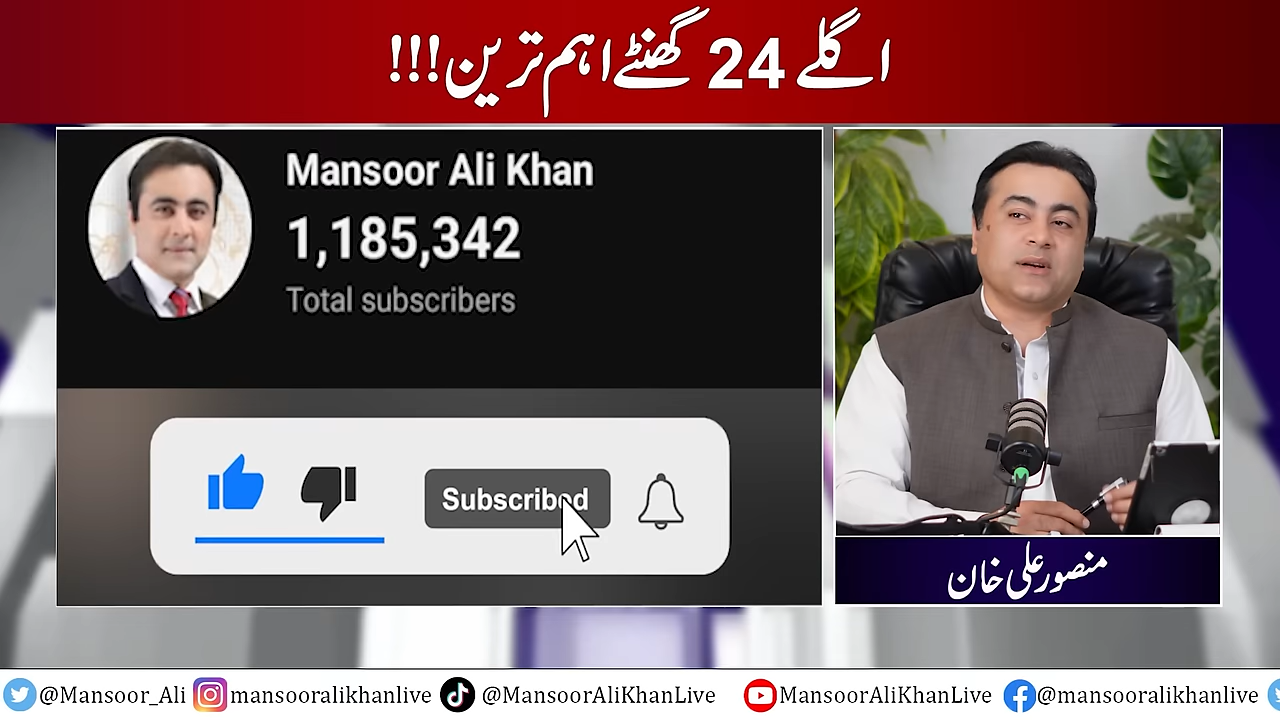 اگلے 24 گھنٹے اہم ترین!!!
Mansoor Ali Khan
1,185,342
Total subscribers
Subscribed
منصور علی خان
@Mansoor_Ali mansooralikhanlive @MansoorAliKhanLive MansoorAliKhanLive @mansooralikhanlive